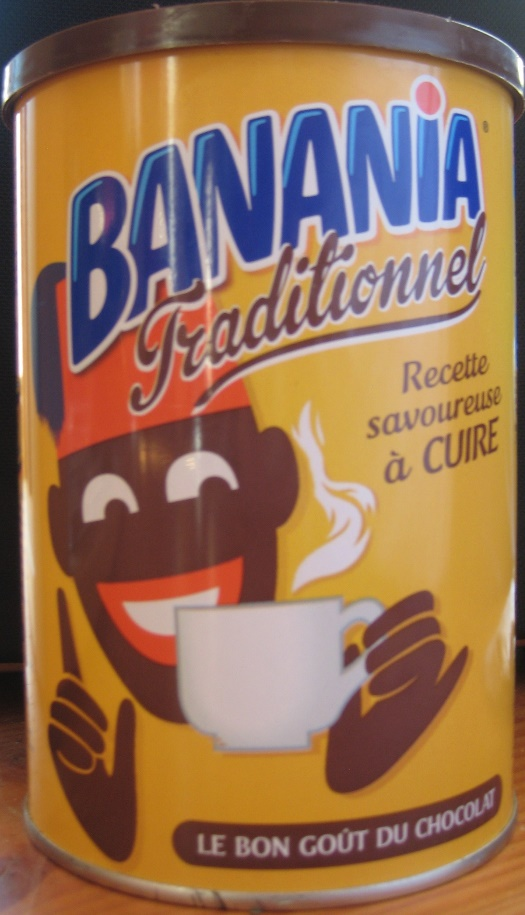 BANANIA®
Traditionnel
Recette
savoureuse
à CUIRE
LE BON GOÛT DU CHOCOLAT